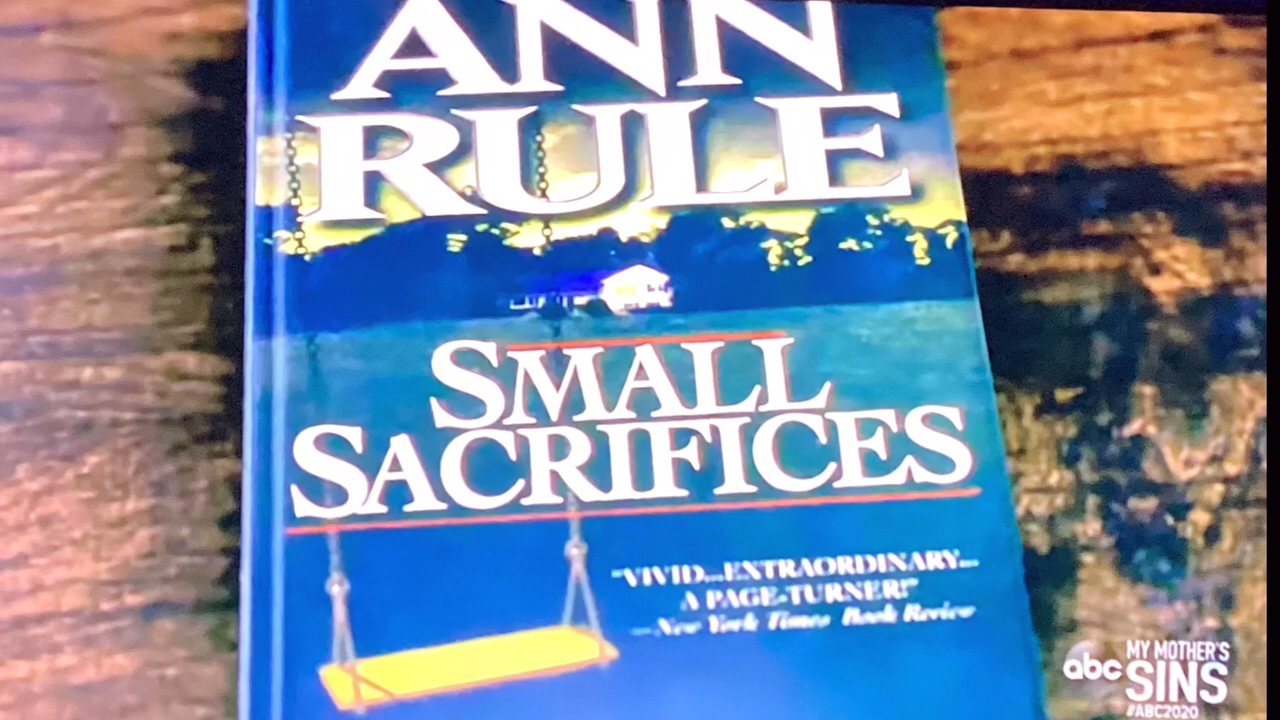 ANN
RULE
SMALL
SACRIFICES
"VIVID...EXTRAORDINARY...
A PAGE-TURNER!"
—New York Times Book Review
abc
MY MOTHER'S
SINS
#ABC2020